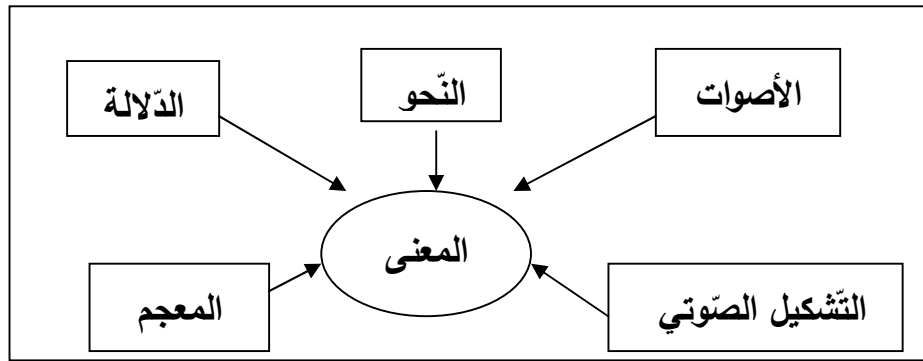 الأصوات
النّحو
الدّلالة
المعنى
التّشكيل الصّوتي
المعجم